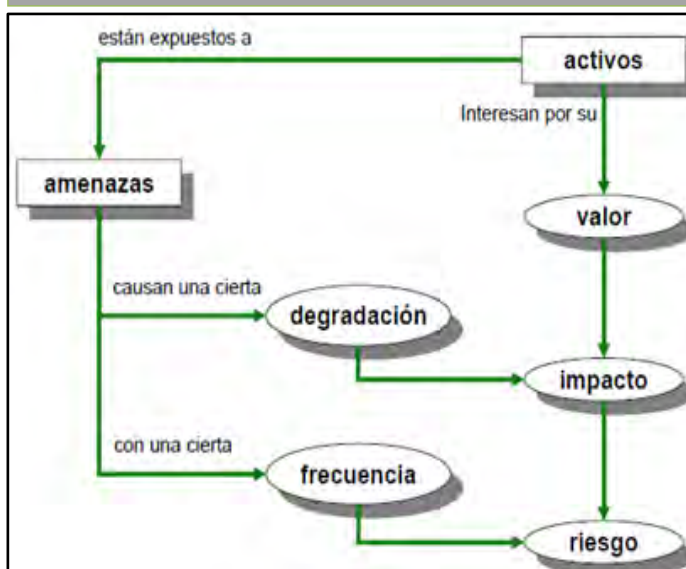 están expuestos a
activos
Interesan por su
amenazas
valor
causan una cierta
degradación
impacto
con una cierta
frecuencia
riesgo